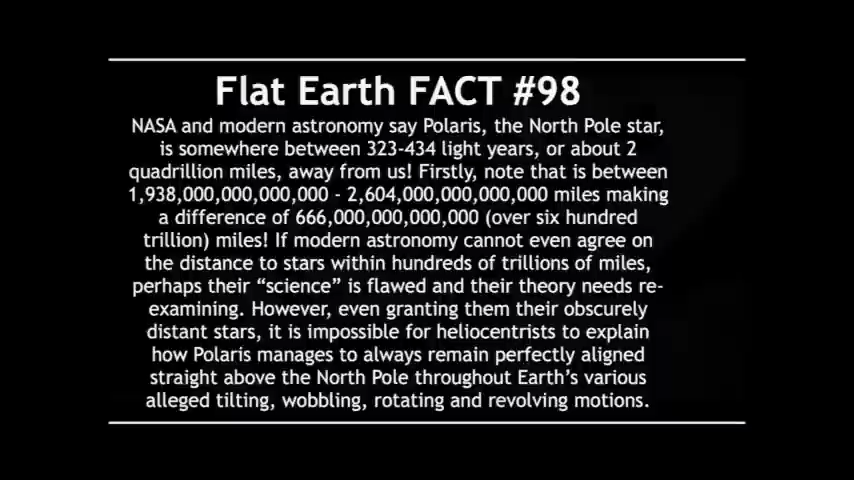 Flat Earth FACT #98
NASA and modern astronomy say Polaris, the North Pole star,
is somewhere between 323-434 light years, or about 2
quadrillion miles, away from us! Firstly, note that is between
1,938,000,000,000,000 - 2,604,000,000,000,000 miles making
a difference of 666,000,000,000,000 (over six hundred
trillion) miles! If modern astronomy cannot even agree on
the distance to stars within hundreds of trillions of miles,
perhaps their “science” is flawed and their theory needs re-
examining. However, even granting them their obscurely
distant stars, it is impossible for heliocentrists to explain
how Polaris manages to always remain perfectly aligned
straight above the North Pole throughout Earth’s various
alleged tilting, wobbling, rotating and revolving motions.